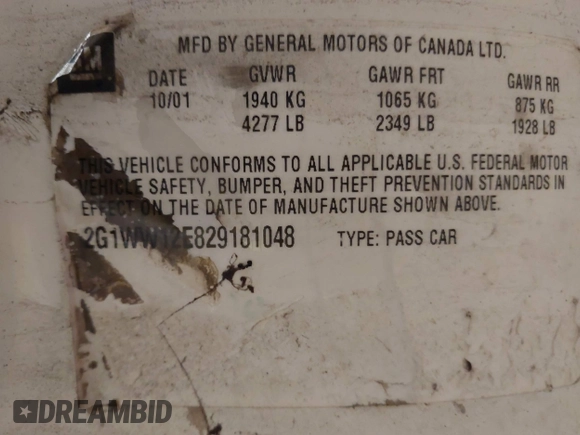 GM
MFD BY GENERAL MOTORS OF CANADA LTD.
DATE GVWR GAWR FRT GAWR RR
10/01 1940 KG 1065 KG 875 KG
4277 LB 2349 LB 1928 LB
THIS VEHICLE CONFORMS TO ALL APPLICABLE U.S. FEDERAL MOTOR
VEHICLE SAFETY, BUMPER, AND THEFT PREVENTION STANDARDS IN
EFFECT ON THE DATE OF MANUFACTURE SHOWN ABOVE.
2G1WW12E829181048 TYPE: PASS CAR
DREAMBID